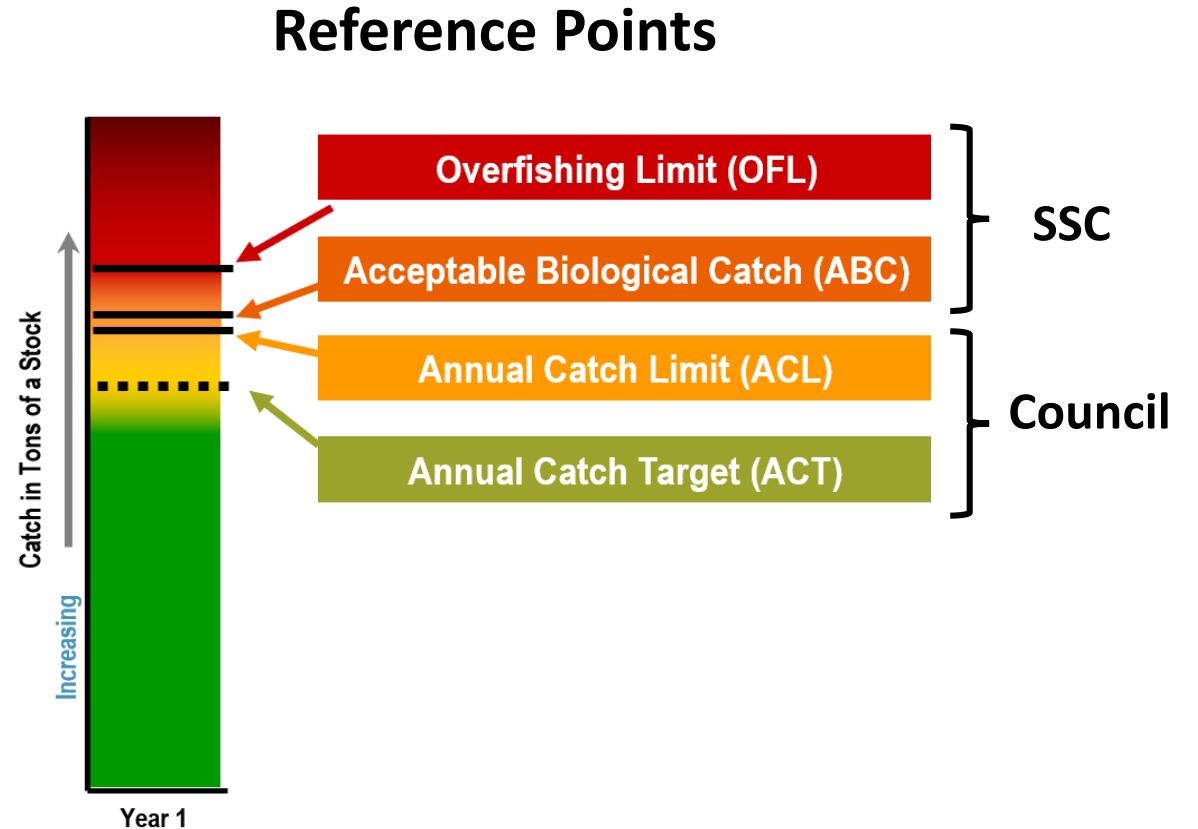 Reference Points
Overfishing Limit (OFL)
Acceptable Biological Catch (ABC)
SSC
Annual Catch Limit (ACL)
Annual Catch Target (ACT)
Council
Catch in Tons of a Stock
Increasing
Year 1